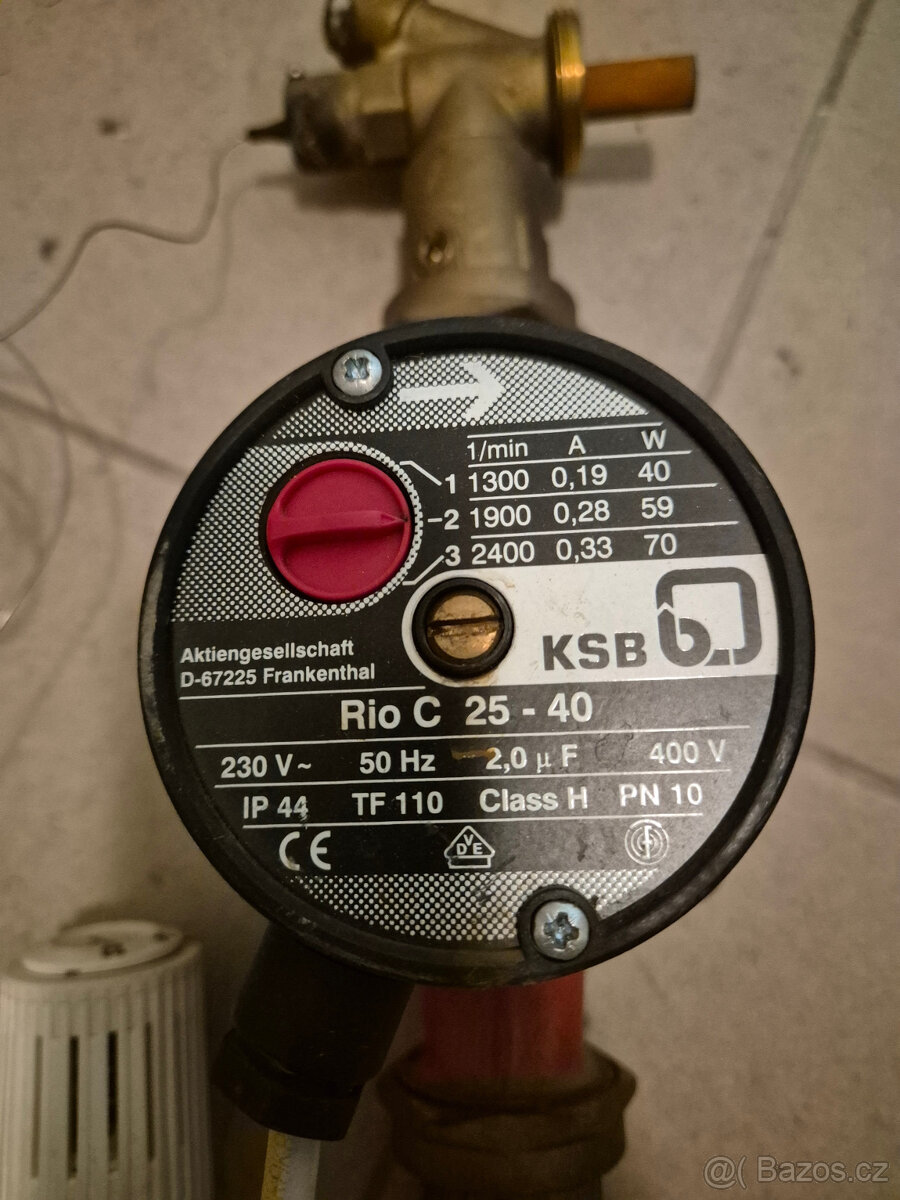 1/min A W
1 1300 0,19 40
2 1900 0,28 59
3 2400 0,33 70
KSB
Aktiengesellschaft
D-67225 Frankenthal
Rio C 25 - 40
230 V~ 50 Hz 2,0 µ F 400 V
IP 44 TF 110 Class H PN 10
CE VDE
@( Bazos.cz